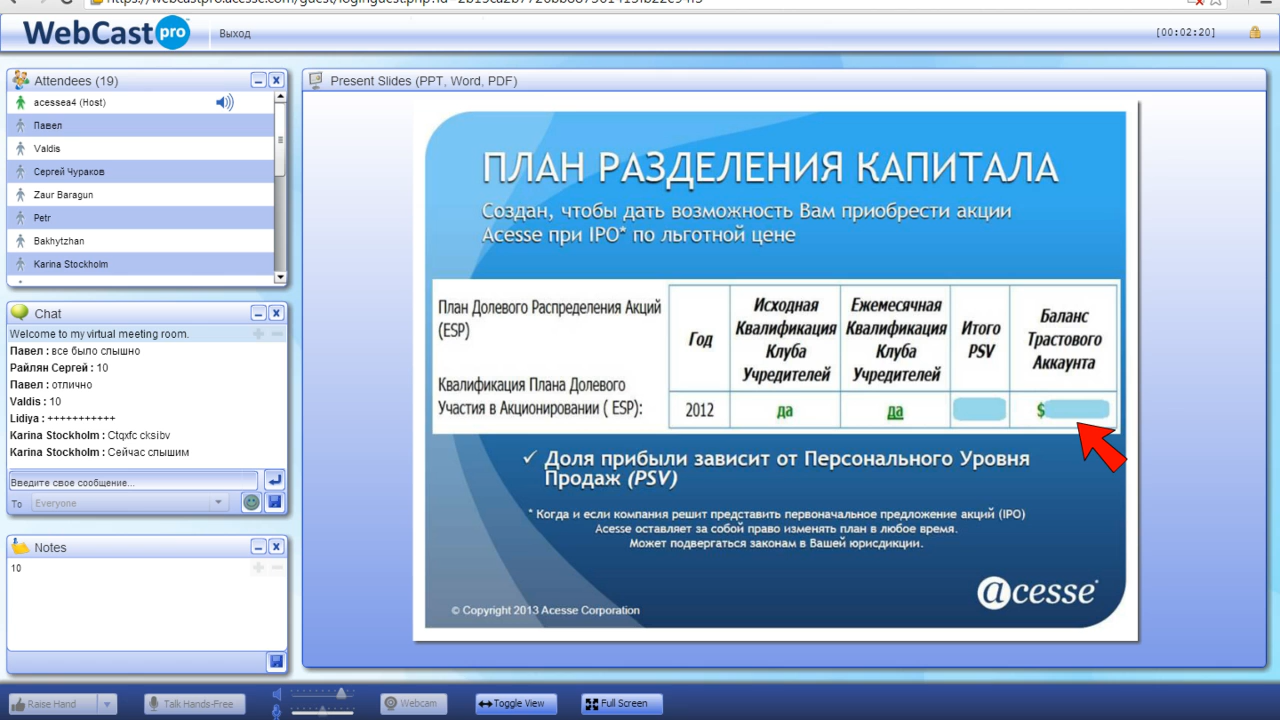 WebCast pro
Выход
[00:02:20]
Attendees (19)
acessea4 (Host)
Павел
Valdis
Сергей Чураков
Zaur Baragun
Petr
Bakhytzhan
Karina Stockholm
Chat
Welcome to my virtual meeting room.
Павел : все было слышно
Райлян Сергей : 10
Павел : отлично
Valdis : 10
Lidiya : +++++++++++
Karina Stockholm : Ctqxfc cksibv
Karina Stockholm : Сейчас слышим
Введите свое сообщение...
To Everyone
Notes
10
Present Slides (PPT, Word, PDF)
ПЛАН РАЗДЕЛЕНИЯ КАПИТАЛА
Создан, чтобы дать возможность Вам приобрести акции
Acesse при IPO* по льготной цене
План Долевого Распределения Акций
(ESP)
Квалификация Плана Долевого
Участия в Акционировании ( ESP):
Год
Исходная
Квалификация
Клуба
Учредителей
Ежемесячная
Квалификация
Клуба
Учредителей
Итого
PSV
Баланс
Трастового
Аккаунта
2012 да да $
✓ Доля прибыли зависит от Персонального Уровня
Продаж (PSV)
* Когда и если компания решит представить первоначальное предложение акций (IPO)
Acesse оставляет за собой право изменять план в любое время.
Может подвергаться законам в Вашей юрисдикции.
© Copyright 2013 Acesse Corporation
@cesse
Raise Hand
Talk Hands-Free
Webcam
Toggle View
Full Screen